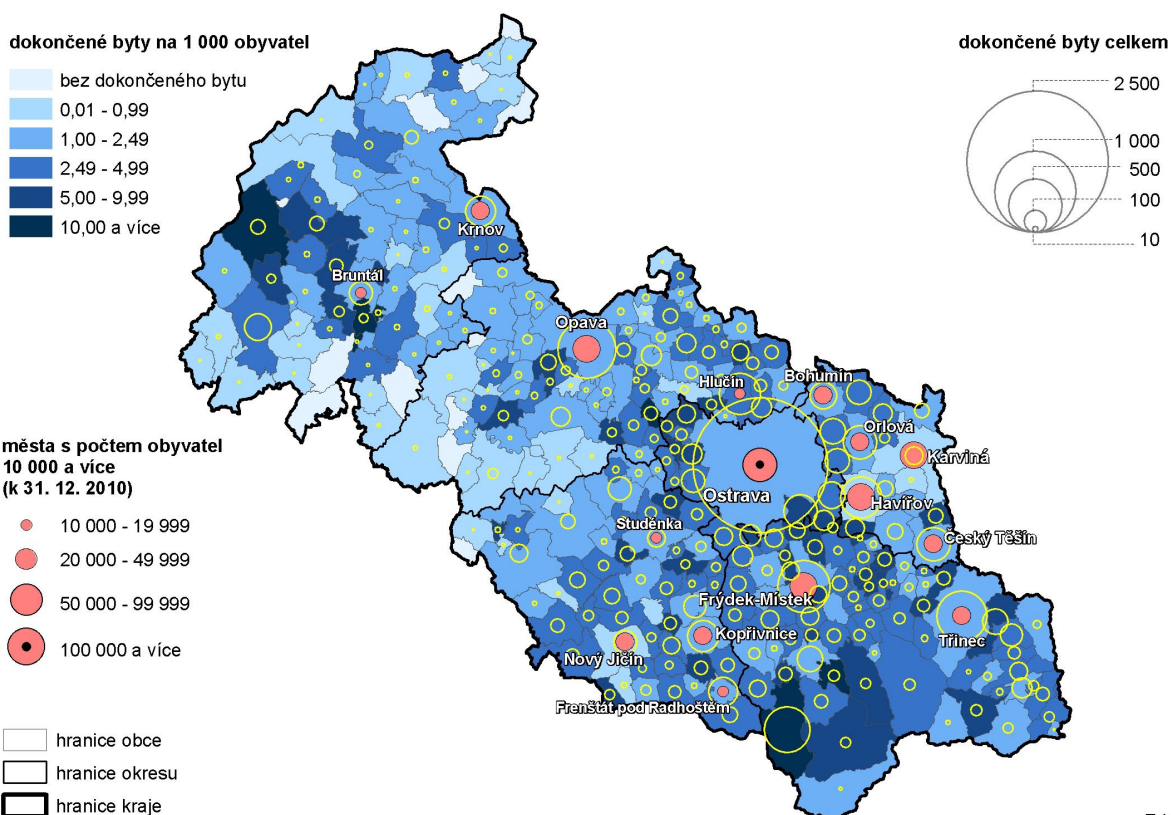 dokončené byty na 1 000 obyvatel
bez dokončeného bytu
0,01 - 0,99
1,00 - 2,49
2,49 - 4,99
5,00 - 9,99
10,00 a více
dokončené byty celkem
2 500
1 000
500
100
10
Krnov
Bruntál
Opava
Hlučín
Bohumín
Orlová
Karviná
Ostrava
Havířov
Studénka
Český Těšín
Frýdek-Místek
Kopřivnice
Třinec
Nový Jičín
Frenštát pod Radhoštěm
města s počtem obyvatel
10 000 a více
(k 31. 12. 2010)
10 000 - 19 999
20 000 - 49 999
50 000 - 99 999
100 000 a více
hranice obce
hranice okresu
hranice kraje